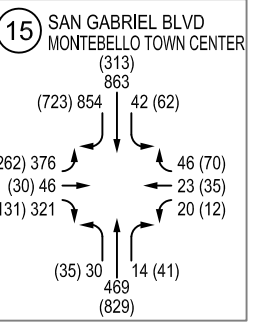 15 SAN GABRIEL BLVD
MONTEBELLO TOWN CENTER
(313)
863
(723) 854 42 (62)
262) 376 46 (70)
(30) 46 23 (35)
131) 321 20 (12)
(35) 30 14 (41)
469
(829)